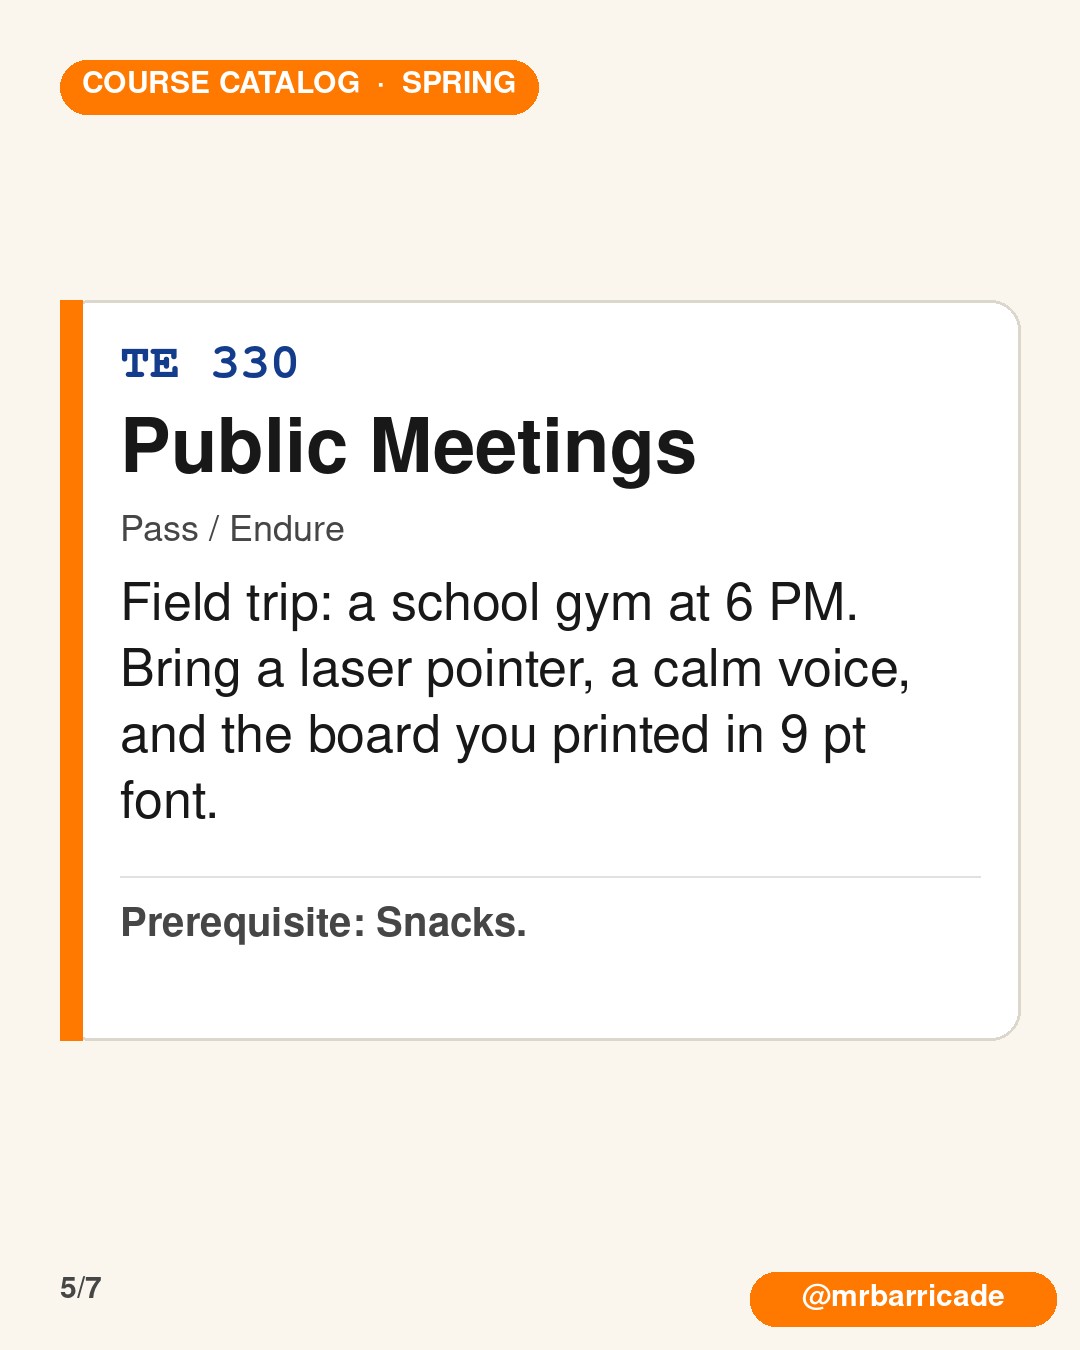 COURSE CATALOG · SPRING
TE 330
Public Meetings
Pass / Endure
Field trip: a school gym at 6 PM.
Bring a laser pointer, a calm voice,
and the board you printed in 9 pt
font.
Prerequisite: Snacks.
5/7
@mrbarricade